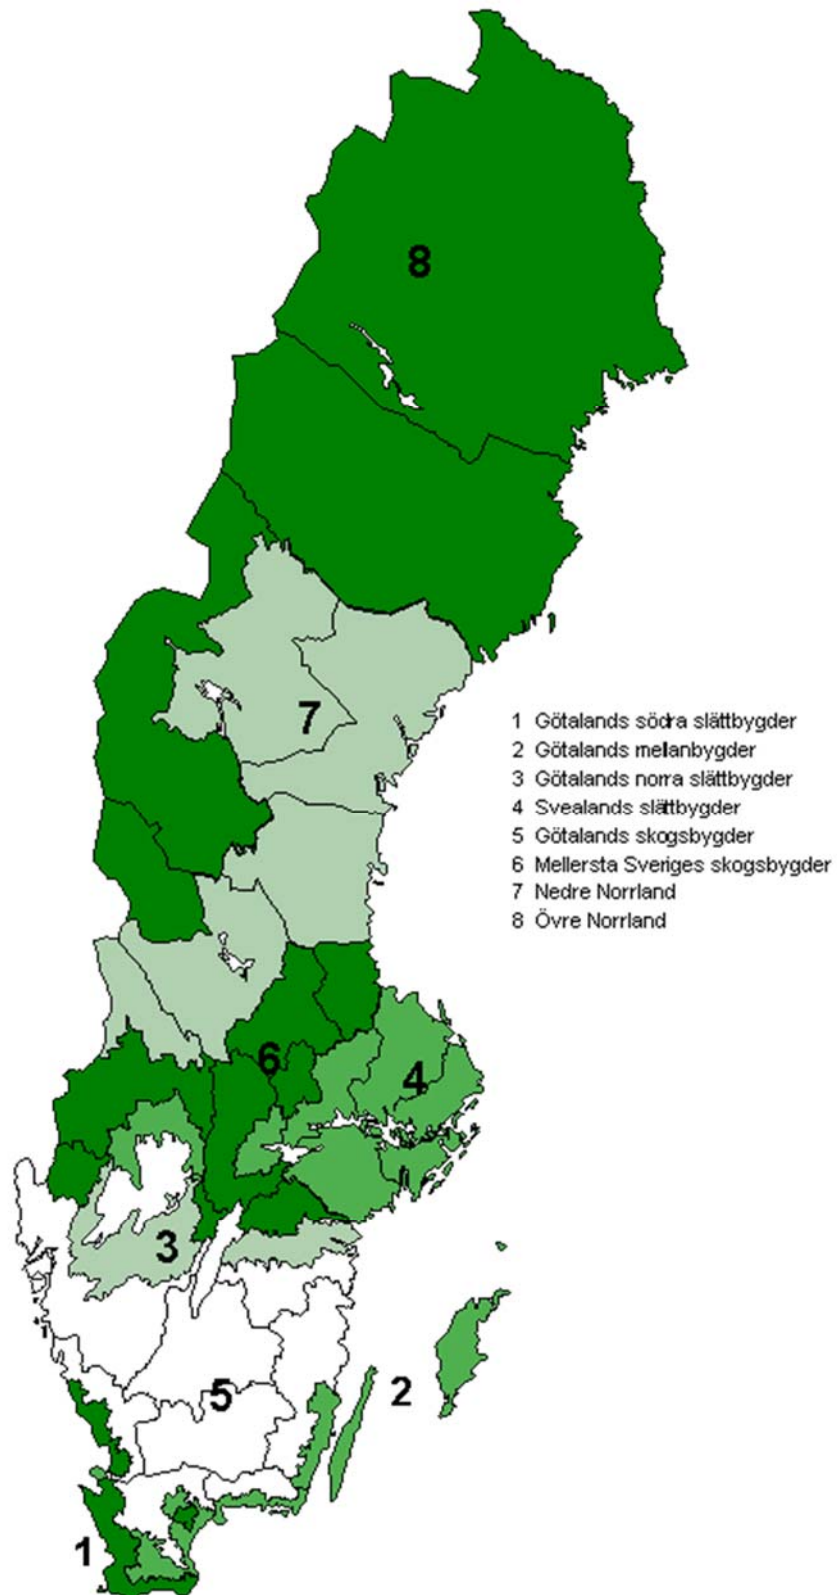 8
7
1 Götalands södra slättbygder
2 Götalands mellanbygder
3 Götalands norra slättbygder
4 Svealands slättbygder
5 Götalands skogsbygder
6 Mellersta Sveriges skogsbygder
7 Nedre Norrland
8 Övre Norrland
6
4
3
5
2
1